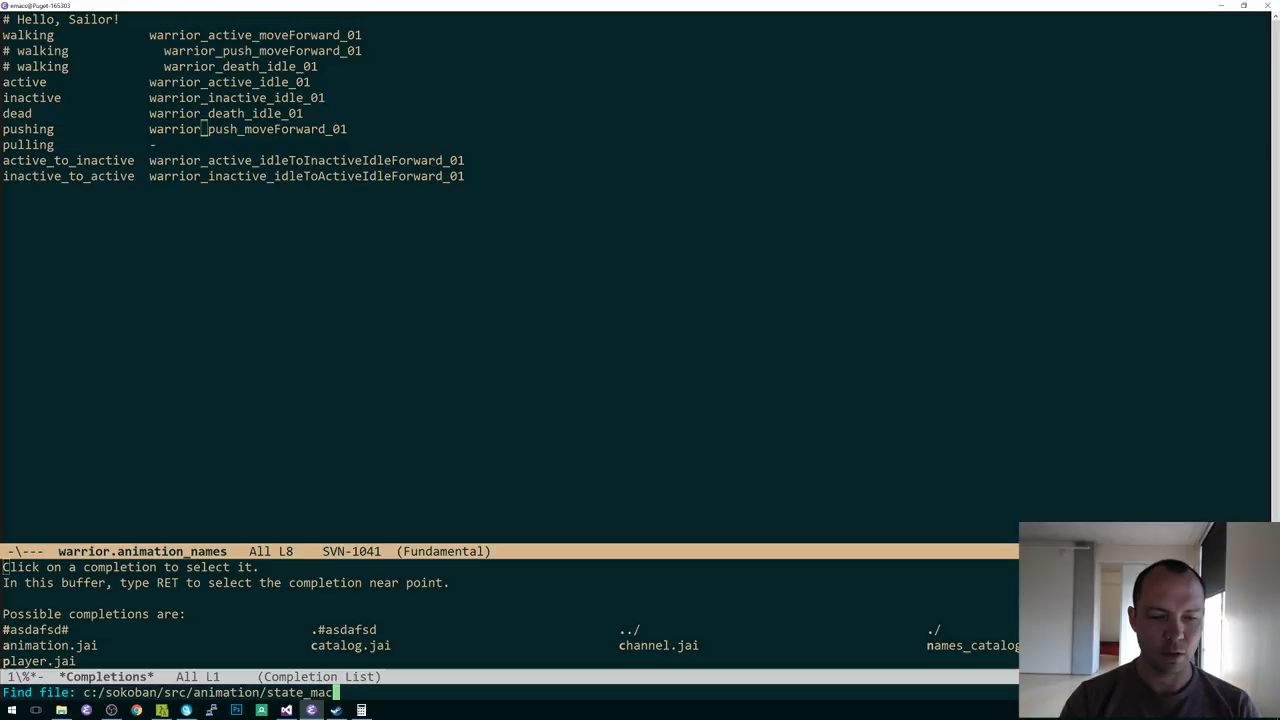 emacs@Puget-165303
# Hello, Sailor!
walking warrior_active_moveForward_01
# walking warrior_push_moveForward_01
# walking warrior_death_idle_01
active warrior_active_idle_01
inactive warrior_inactive_idle_01
dead warrior_death_idle_01
pushing warrior_push_moveForward_01
pulling -
active_to_inactive warrior_active_idleToInactiveIdleForward_01
inactive_to_active warrior_inactive_idleToActiveIdleForward_01
-\--- warrior.animation_names All L8 SVN-1041 (Fundamental)
Click on a completion to select it.
In this buffer, type RET to select the completion near point.
Possible completions are:
#asdafsd# .#asdafsd ../ ./
animation.jai catalog.jai channel.jai names_catalog
player.jai
1\%*- *Completions* All L1 (Completion List)
Find file: c:/sokoban/src/animation/state_mac